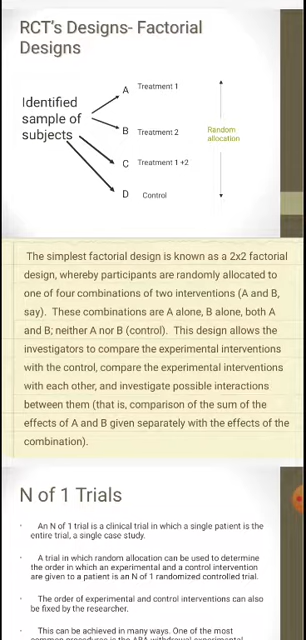 RCT's Designs- Factorial
Designs
Identified
sample of
subjects
A Treatment 1
B Treatment 2
C Treatment 1 +2
D Control
Random
allocation
The simplest factorial design is known as a 2x2 factorial
design, whereby participants are randomly allocated to
one of four combinations of two interventions (A and B,
say). These combinations are A alone, B alone, both A
and B; neither A nor B (control). This design allows the
investigators to compare the experimental interventions
with the control, compare the experimental interventions
with each other, and investigate possible interactions
between them (that is, comparison of the sum of the
effects of A and B given separately with the effects of the
combination).
N of 1 Trials
An N of 1 trial is a clinical trial in which a single patient is the
entire trial, a single case study.
A trial in which random allocation can be used to determine
the order in which an experimental and a control intervention
are given to a patient is an N of 1 randomized controlled trial.
The order of experimental and control interventions can also
be fixed by the researcher.
This can be achieved in many ways. One of the most
common procedures is the ABA withdrawal experimental